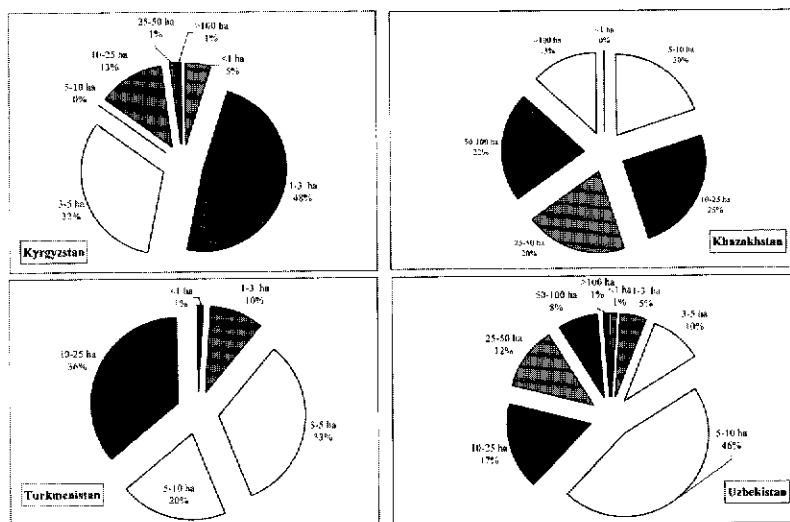 25-50 ha
1%
>100 ha
1%
10-25 ha
13%
<1 ha
5%
5-10 ha
0%
1-3 ha
48%
3-5 ha
32%
Kyrgyzstan
<1 ha
0%
>100 ha
5-10 ha
20%
50-100 ha
22%
10-25 ha
25%
25-50 ha
20%
Khazakhstan
<1 ha
1%
1-3 ha
10%
10-25 ha
36%
3-5 ha
33%
5-10 ha
20%
Turkmenistan
>100 ha
1%
<1 ha
1%
1-3 ha
5%
50-100 ha
8%
3-5 ha
10%
25-50 ha
12%
5-10 ha
46%
10-25 ha
17%
Uzbekistan